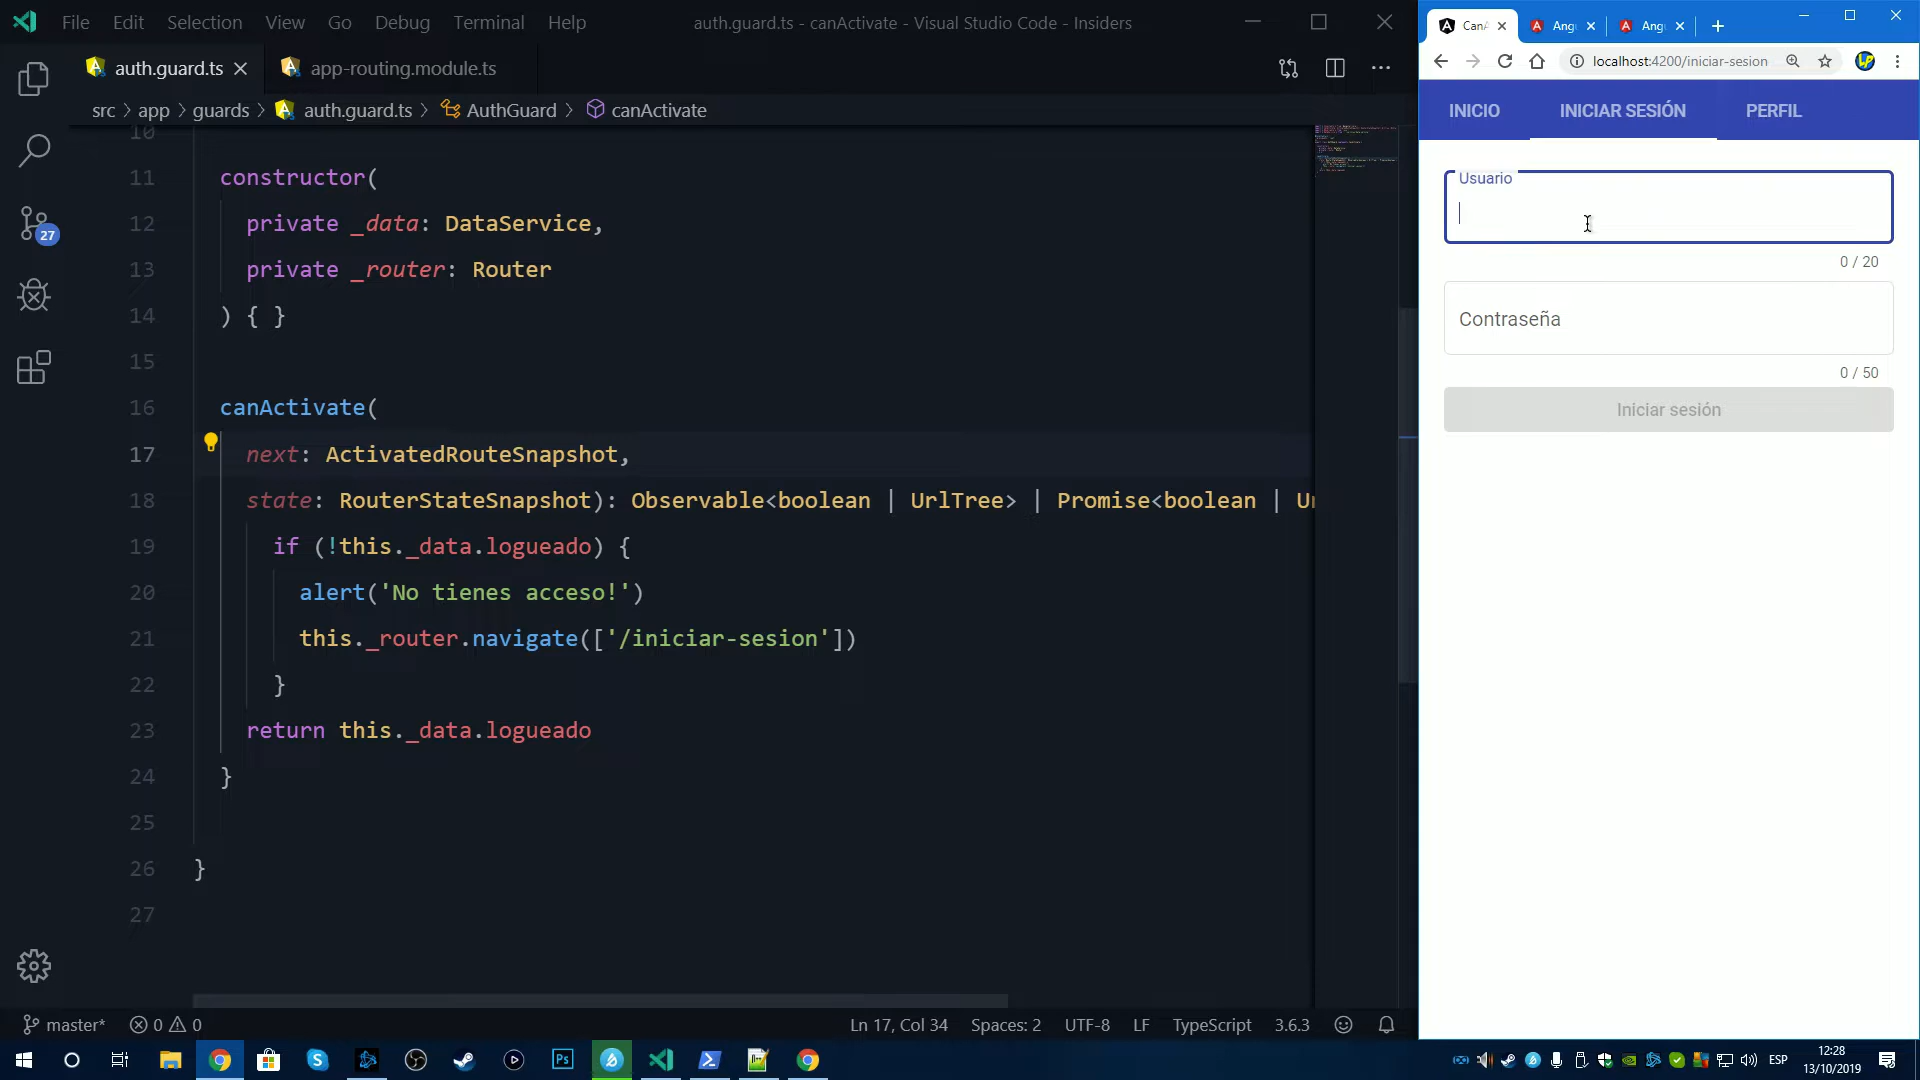 File Edit Selection View Go Debug Terminal Help
auth.guard.ts - canActivate - Visual Studio Code - Insiders
auth.guard.ts
app-routing.module.ts
src > app > guards > auth.guard.ts > AuthGuard > canActivate
10
11 constructor(
12 private _data: DataService,
13 private _router: Router
14 ) { }
15
16 canActivate(
17 next: ActivatedRouteSnapshot,
18 state: RouterStateSnapshot): Observable<boolean | UrlTree> | Promise<boolean | Ur
19 if (!this._data.logueado) {
20 alert('No tienes acceso!')
21 this._router.navigate(['/iniciar-sesion'])
22 }
23 return this._data.logueado
24 }
25
26 }
27
27
master* 0 0
Ln 17, Col 34 Spaces: 2 UTF-8 LF TypeScript 3.6.3
CanA
Ang
Ang
localhost:4200/iniciar-sesion
INICIO INICIAR SESIÓN PERFIL
Usuario
0 / 20
Contraseña
0 / 50
Iniciar sesión
Ps
ESP
12:28
13/10/2019